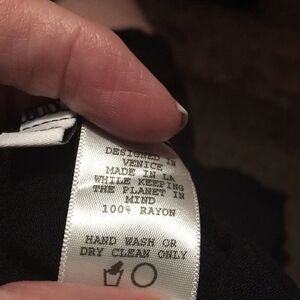 DESIGNED IN
VENICE
MADE IN LA
WHILE KEEPING
THE PLANET IN
MIND
100% RAYON
HAND WASH OR
DRY CLEAN ONLY